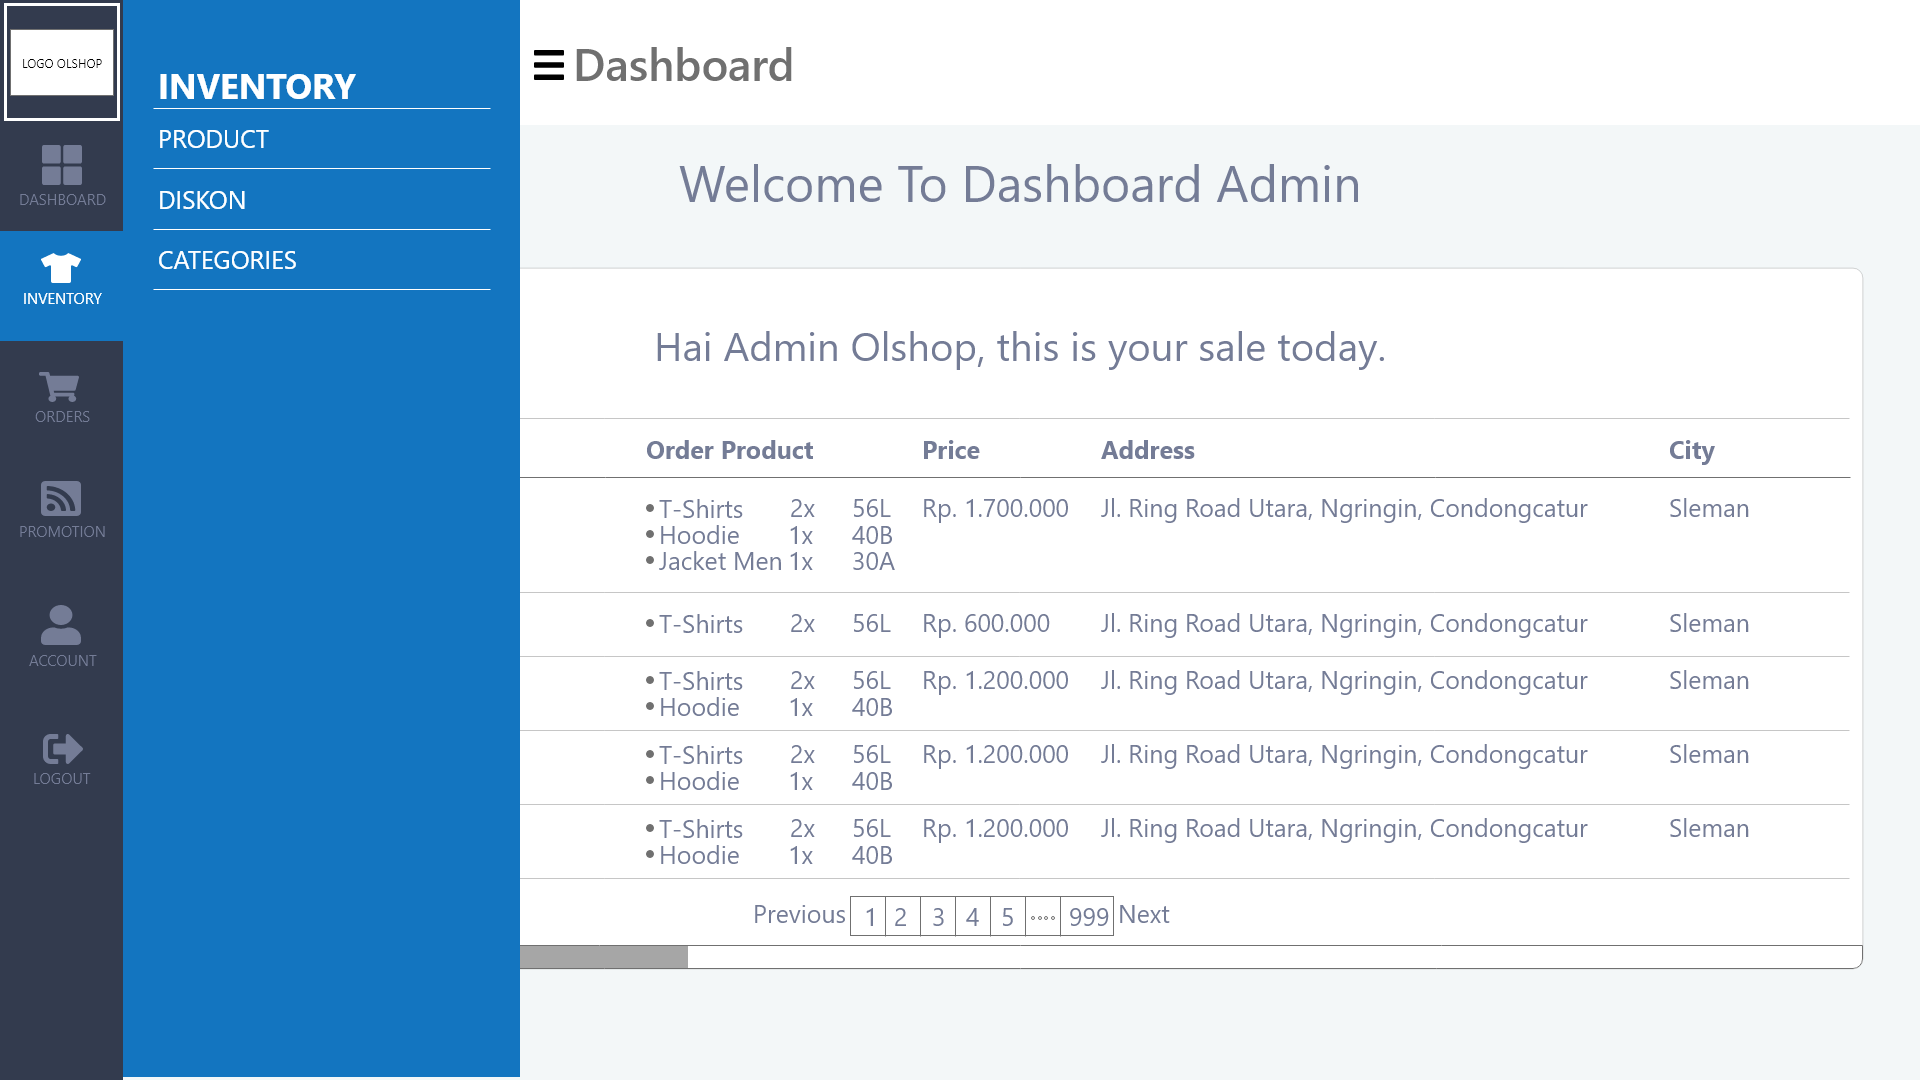 LOGO OLSHOP
DASHBOARD
INVENTORY
ORDERS
PROMOTION
ACCOUNT
LOGOUT
INVENTORY
PRODUCT
DISKON
CATEGORIES
Dashboard
Welcome To Dashboard Admin
Hai Admin Olshop, this is your sale today.
Order Product Price Address City
• T-Shirts 2x 56L Rp. 1.700.000 Jl. Ring Road Utara, Ngringin, Condongcatur Sleman
• Hoodie 1x 40B
• Jacket Men 1x 30A
• T-Shirts 2x 56L Rp. 600.000 Jl. Ring Road Utara, Ngringin, Condongcatur Sleman
• T-Shirts 2x 56L Rp. 1.200.000 Jl. Ring Road Utara, Ngringin, Condongcatur Sleman
• Hoodie 1x 40B
• T-Shirts 2x 56L Rp. 1.200.000 Jl. Ring Road Utara, Ngringin, Condongcatur Sleman
• Hoodie 1x 40B
• T-Shirts 2x 56L Rp. 1.200.000 Jl. Ring Road Utara, Ngringin, Condongcatur Sleman
• Hoodie 1x 40B
Previous 1 2 3 4 5 .... 999 Next